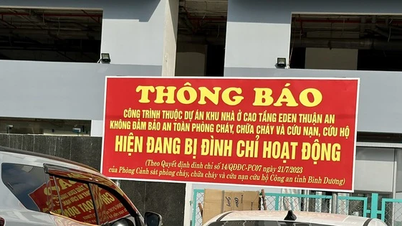 THÔNG BÁO
CÔNG TRÌNH THUỘC DỰ ÁN KHU NHÀ Ở CAO TẦNG EDEN THUẬN AN
KHÔNG ĐẢM BẢO AN TOÀN PHÒNG CHÁY, CHỮA CHÁY VÀ CỨU NẠN, CỨU HỘ
HIỆN ĐANG BỊ ĐÌNH CHỈ HOẠT ĐỘNG
(Theo Quyết định đình chỉ số 14/QĐĐC-PC07 ngày 21/7/2023
của Phòng Cảnh sát phòng cháy, chữa cháy và cứu nạn cứu hộ Công an tỉnh Bình Dương)